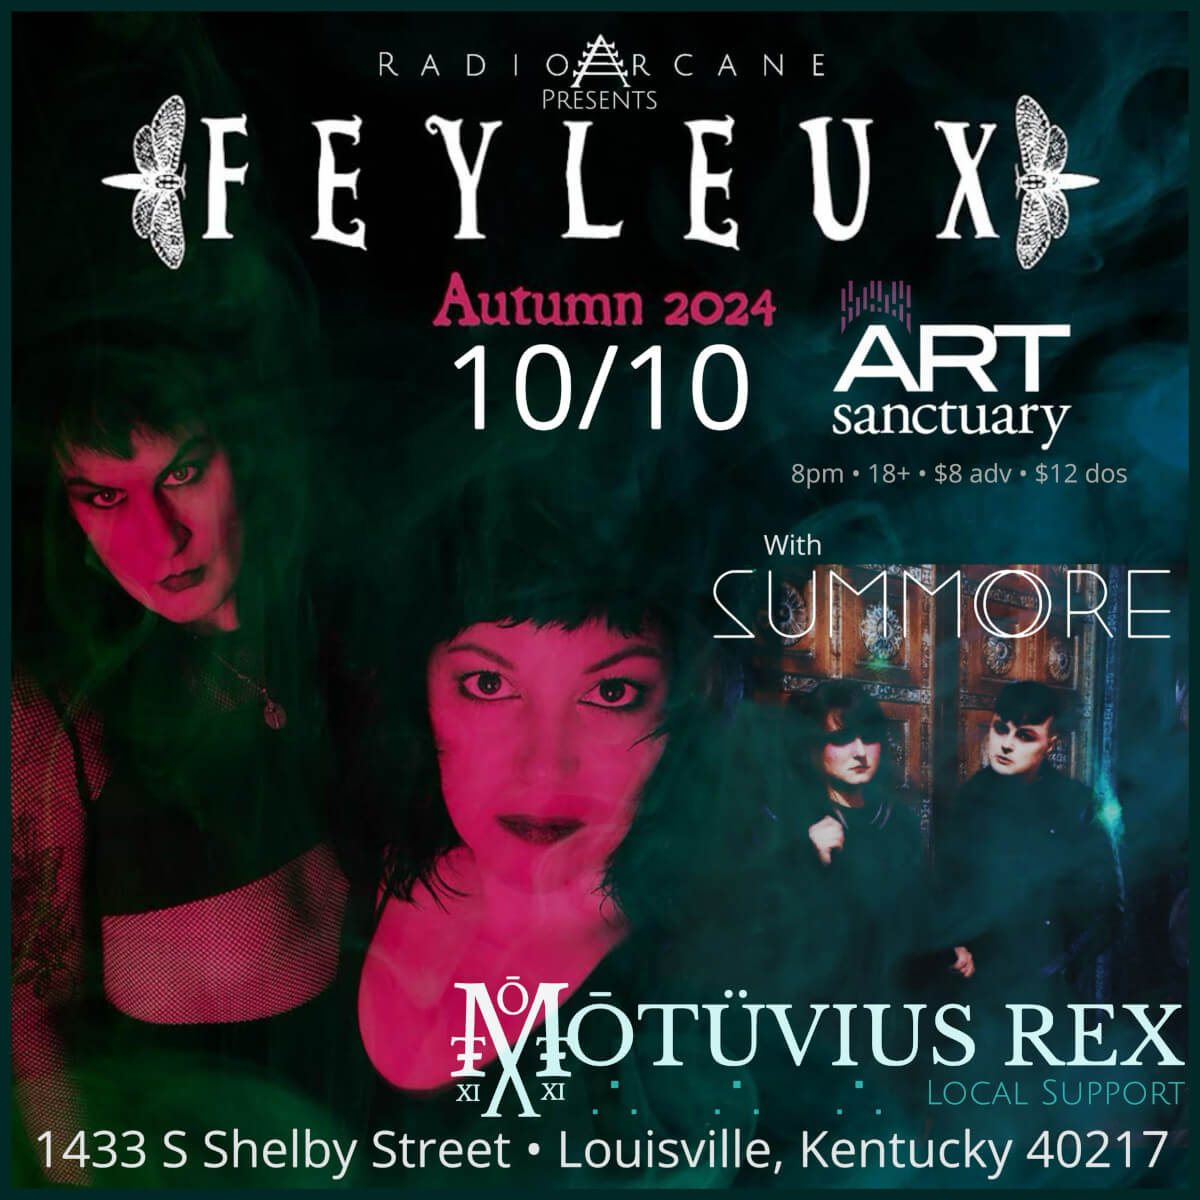 RADIO ARCANE
PRESENTS
FEYLEUX
Autumn 2024
10/10
ART
sanctuary
8pm • 18+ • $8 adv • $12 dos
With
SUMMORE
MŌTÜVIUS REX
XI XI
LOCAL SUPPORT
1433 S Shelby Street • Louisville, Kentucky 40217